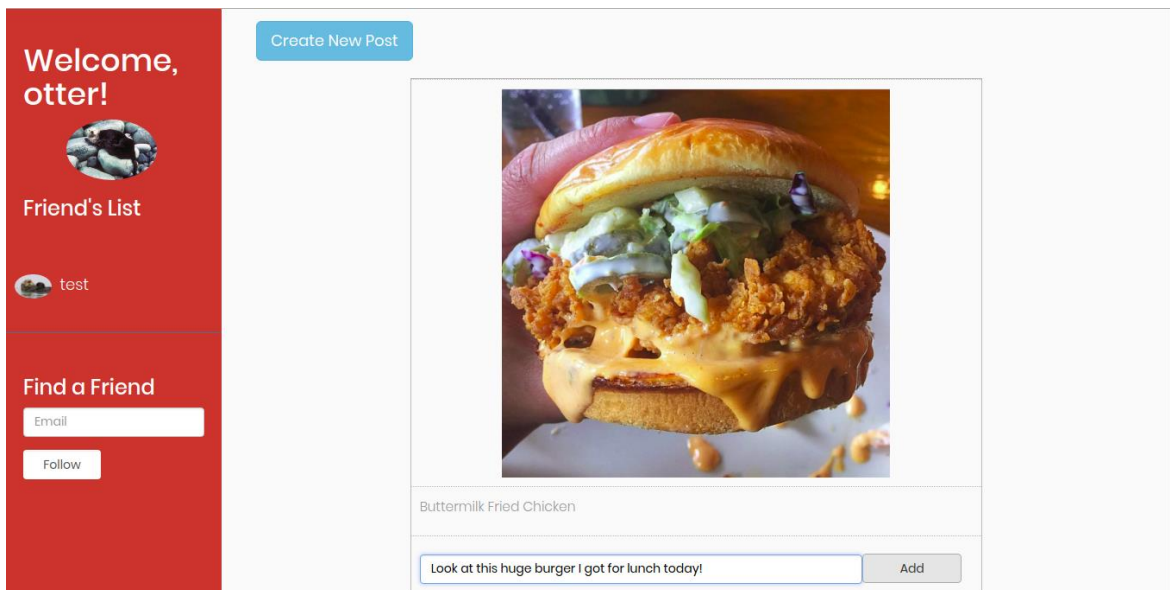 Welcome,
otter!
Friend's List
test
Find a Friend
Email
Follow
Create New Post
Buttermilk Fried Chicken
Look at this huge burger I got for lunch today!
Add